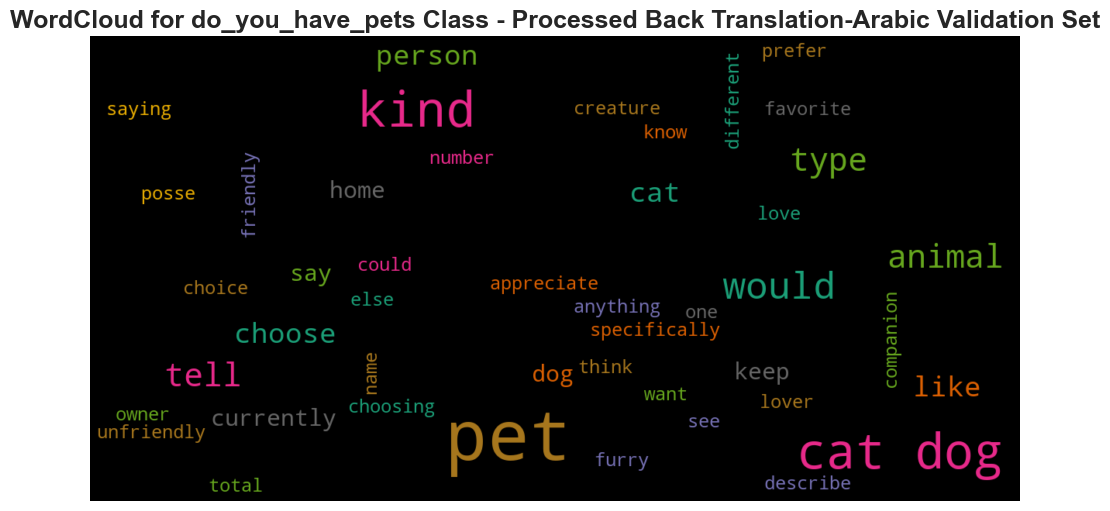 WordCloud for do_you_have_pets Class - Processed Back Translation-Arabic Validation Set
person
prefer
kind
saying
creature
different
favorite
know
number
type
friendly
posse
home
cat
love
animal
say
could
choice
else
appreciate
would
anything
one
specifically
companion
choose
tell
name
dog
think
keep
like
want
lover
choosing
owner
currently
unfriendly
see
pet
cat dog
furry
describe
total